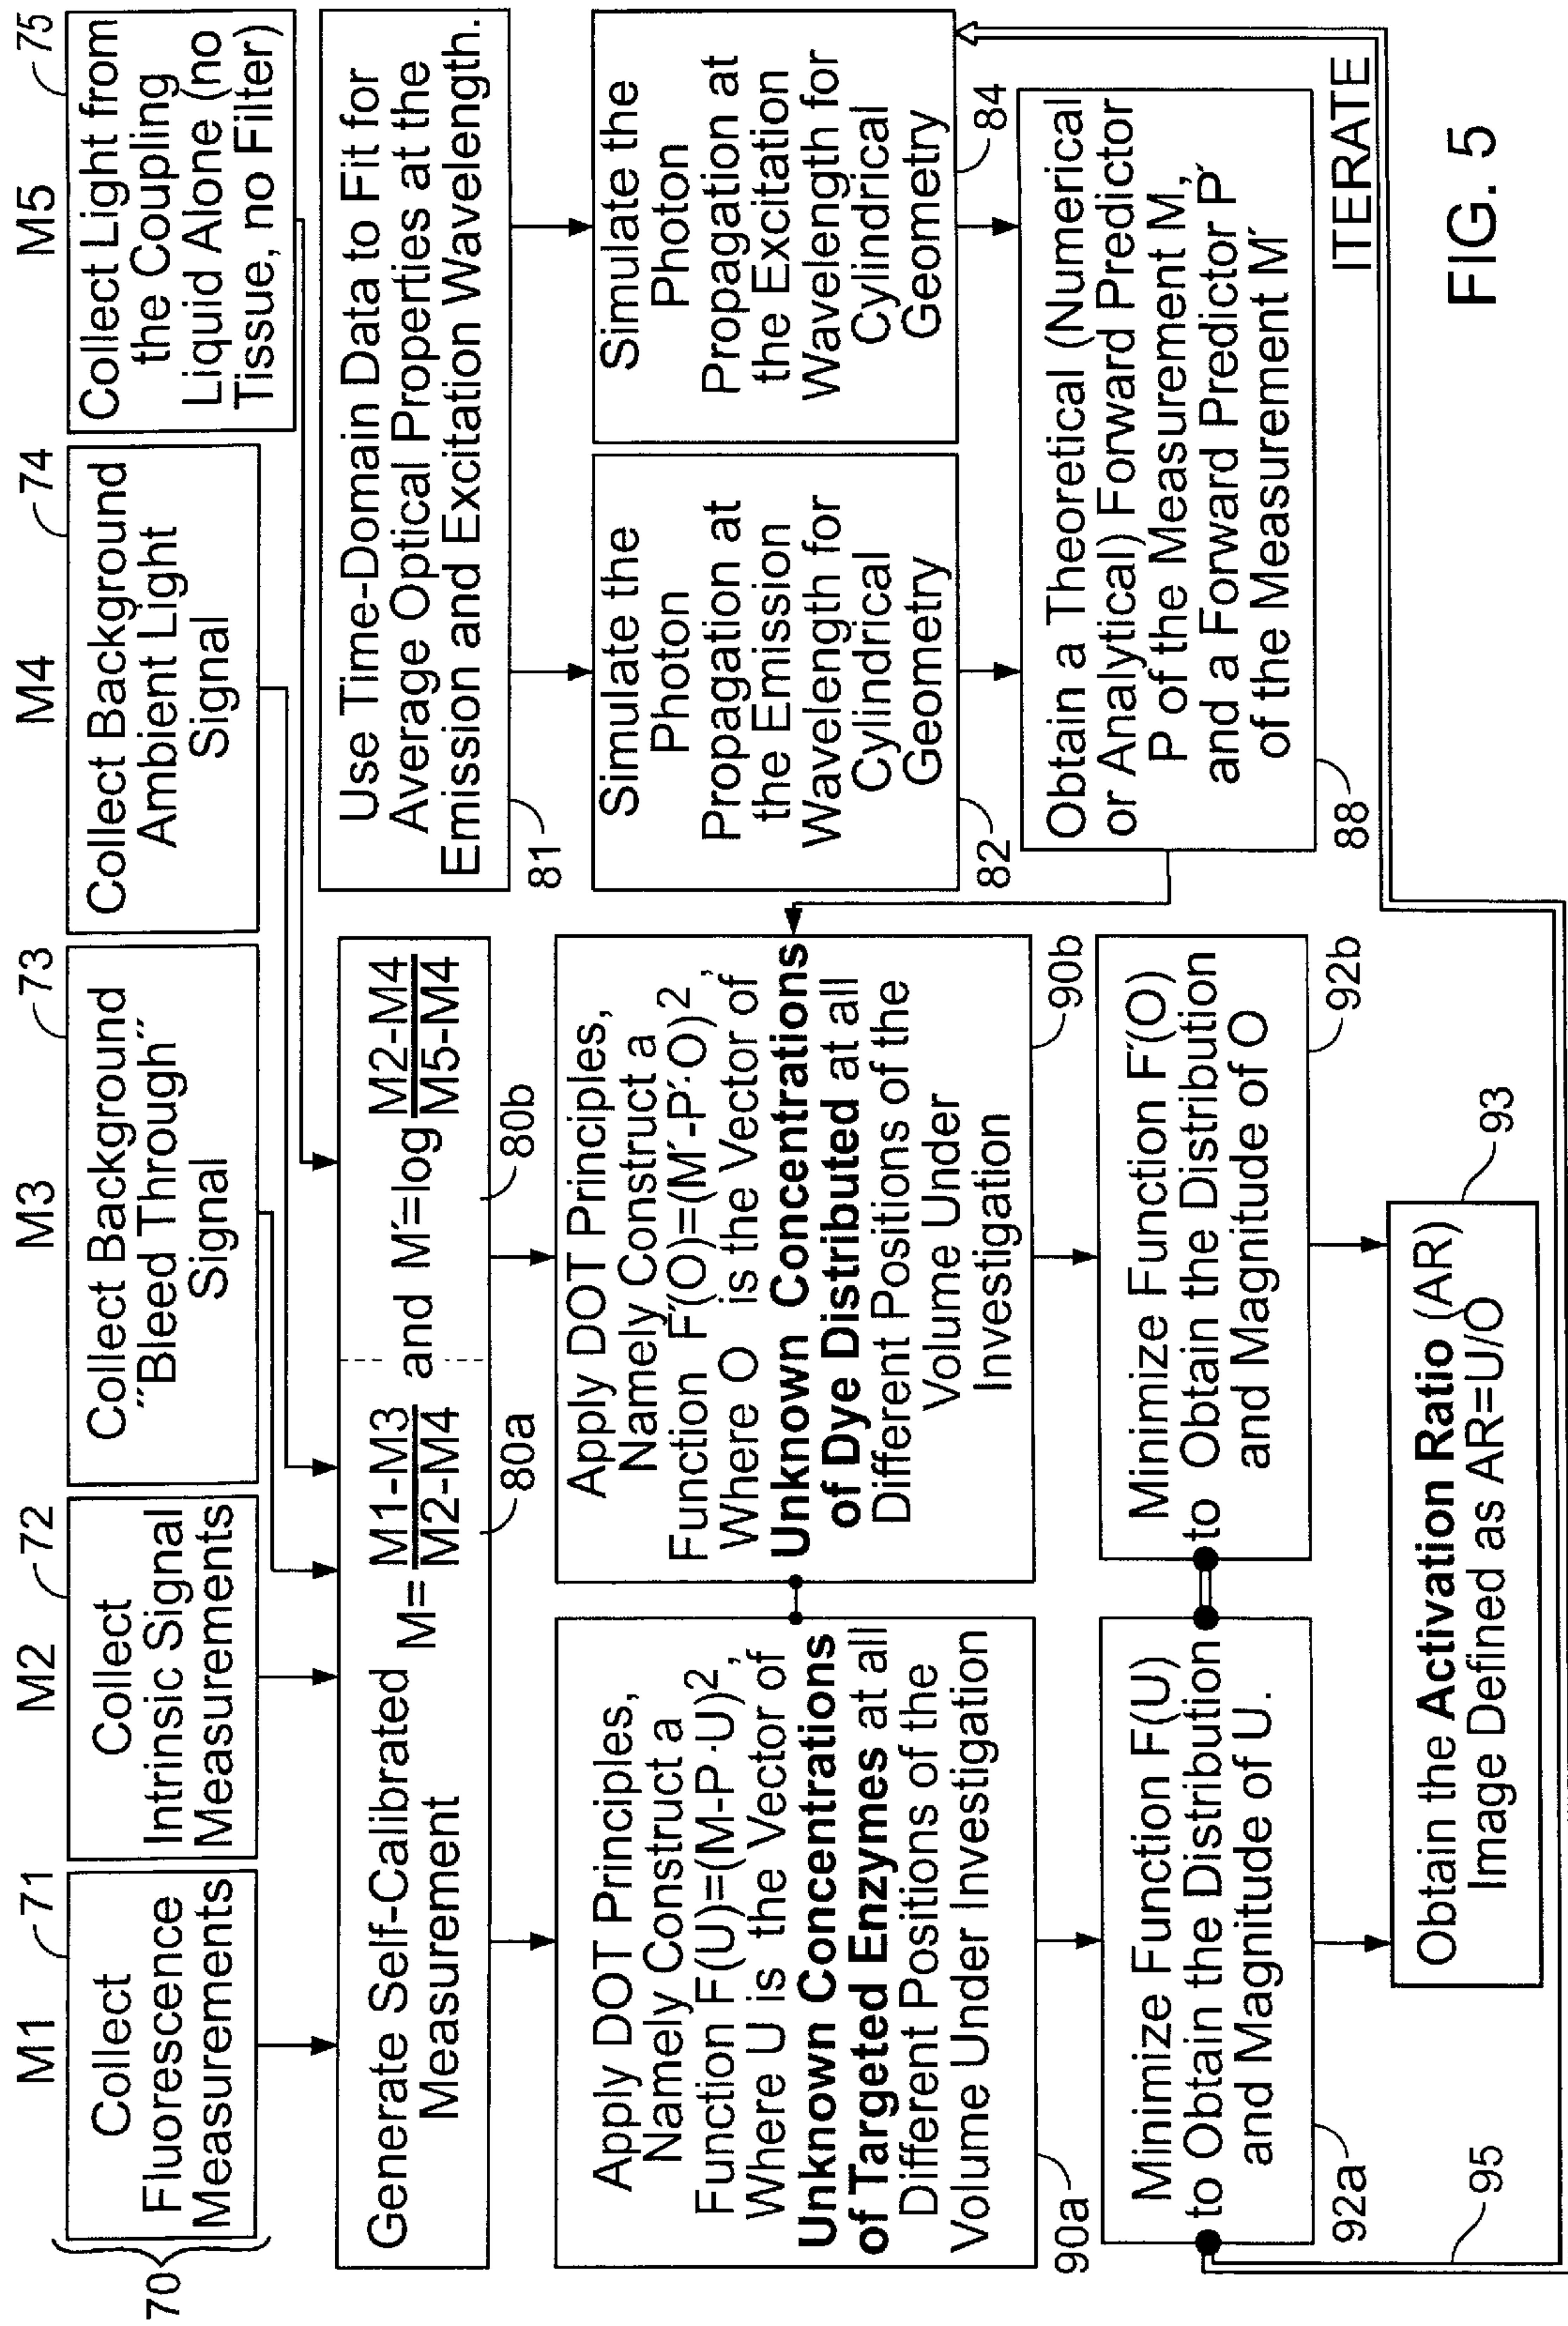 M1
M2
M3
M4
M5
70
71
Collect
Fluorescence
Measurements
72
Collect
Intrinsic Signal
Measurements
73
Collect Background
˝Bleed Through˝
Signal
74
Collect Background
Ambient Light
Signal
75
Collect Light from
the Coupling
Liquid Alone (no
Tissue, no Filter)
Generate Self-Calibrated
Measurement
M= M1-M3 / M2-M4 and M´=log M2-M4 / M5-M4
80a
80b
Use Time-Domain Data to Fit for
Average Optical Properties at the
Emission and Excitation Wavelength.
81
Simulate the
Photon
Propagation at
the Emission
Wavelength for
Cyllindrical
Geometry
82
Simulate the
Photon
Propagation at
the Excitation
Wavelength for
Cylindrical
Geometry
84
Obtain a Theoretical (Numerical
or Analytical) Forward Predictor
P of the Measurement M,
and a Forward Predictor P´
of the Measurement M´
88
ITERATE
Apply DOT Principles,
Namely Construct a
Function F(U)=(M-P·U)2,
Where U is the Vector of
Unknown Concentrations
of Targeted Enzymes at all
Different Positions of the
Volume Under Investigation
90a
Apply DOT Principles,
Namely Construct a
Function F´(O)=(M´-P´·O)2,
Where O is the Vector of
Unknown Concentrations
of Dye Distributed at all
Different Positions of the
Volume Under
Investigation
90b
Minimize Function F(U)
to Obtain the Distribution
and Magnitude of U.
92a
Minimize Function F´(O)
to Obtain the Distribution
and Magnitude of O
92b
Obtain the Activation Ratio (AR)
Image Defined as AR=U/O
93
95
FIG. 5